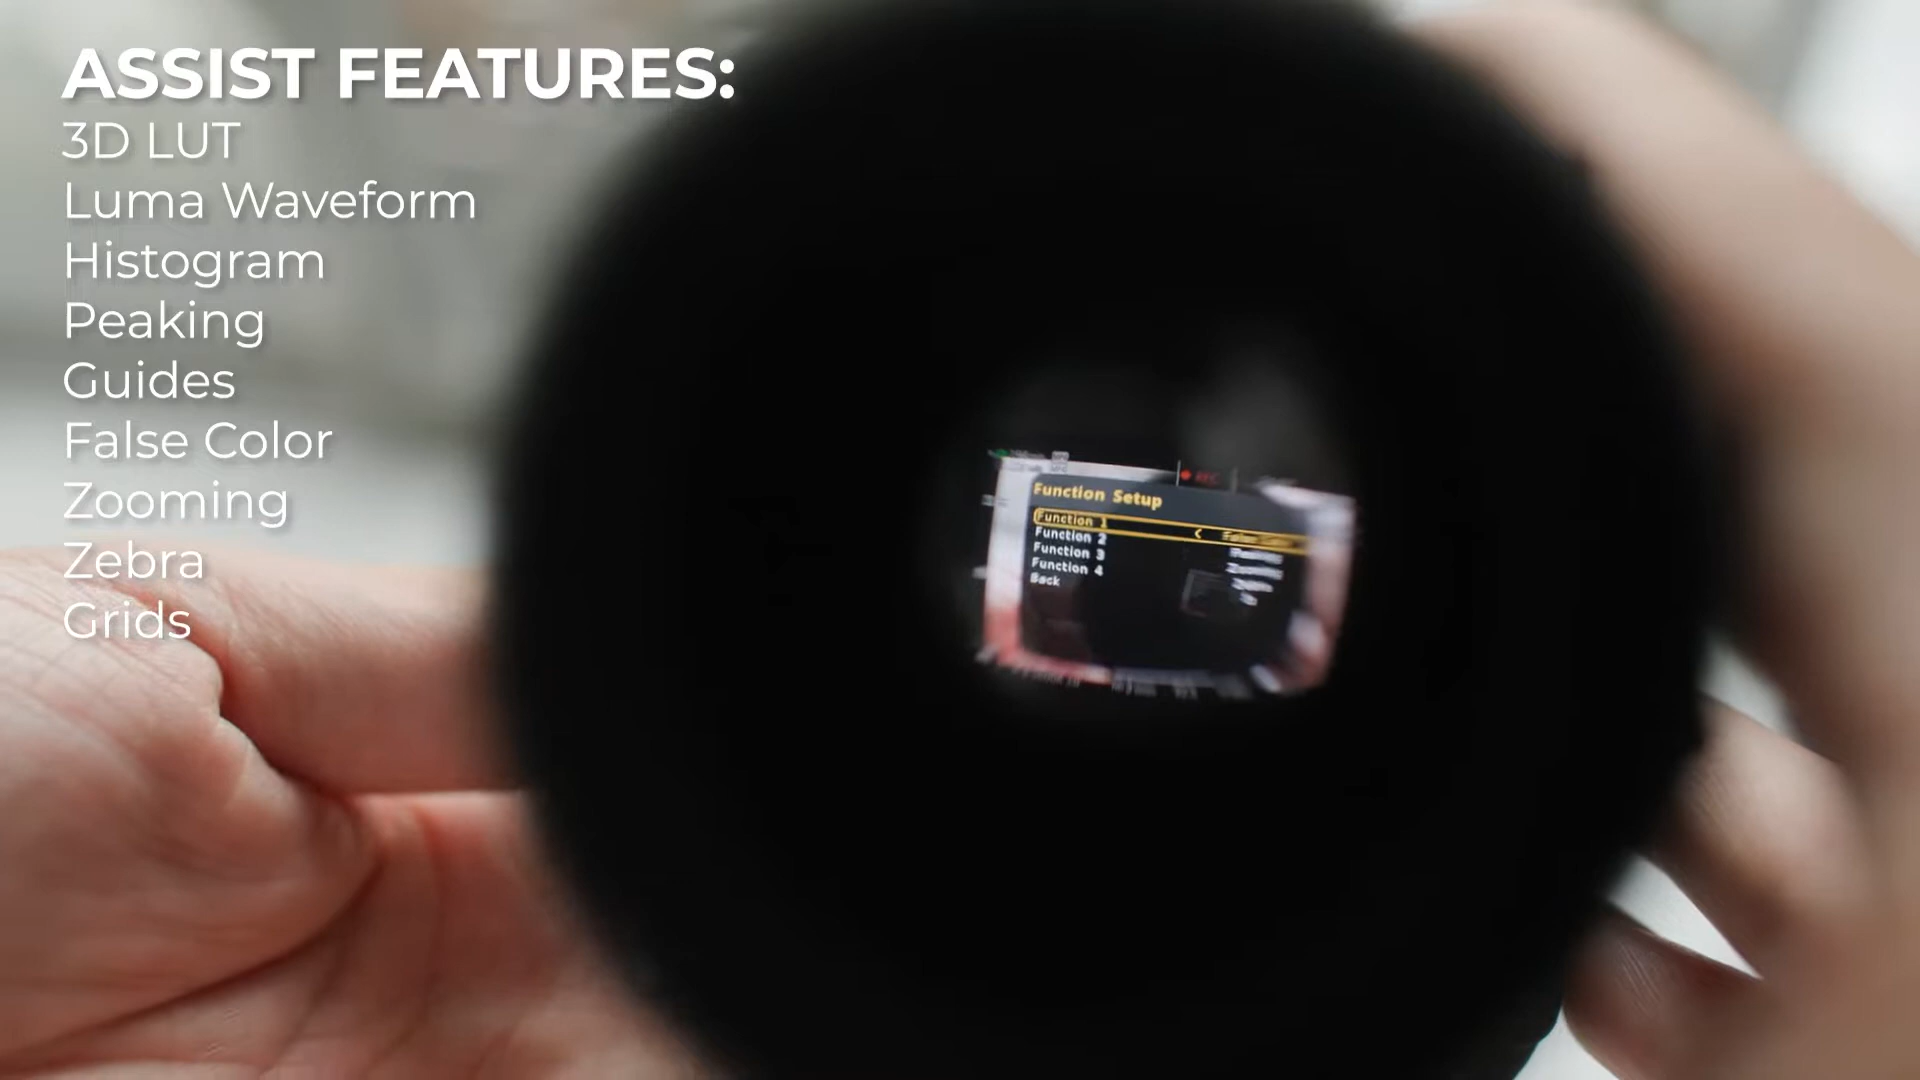 ASSIST FEATURES:
3D LUT
Luma Waveform
Histogram
Peaking
Guides
False Color
Zooming
Zebra
Grids
REC
Function Setup
Function 1
Function 2
Function 3
Function 4
Back